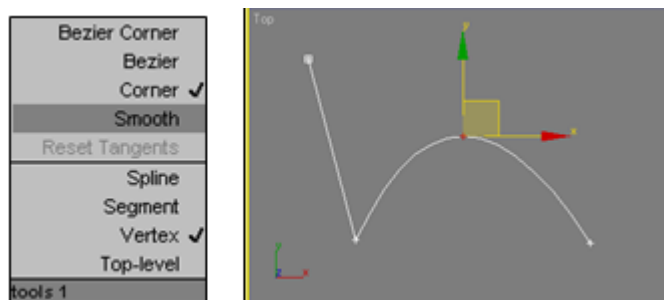 Bezier Corner
Bezier
Corner ✔
Smooth
Reset Tangents
Spline
Segment
Vertex ✔
Top-level
tools 1
Top
y
x
y
z
x